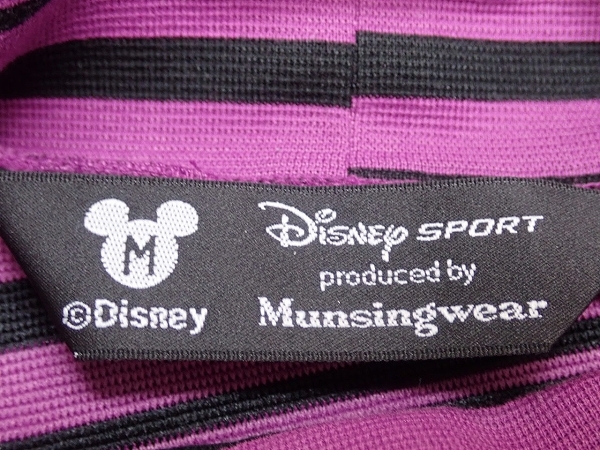 M
©Disney
Disney SPORT
produced by
Munsingwear